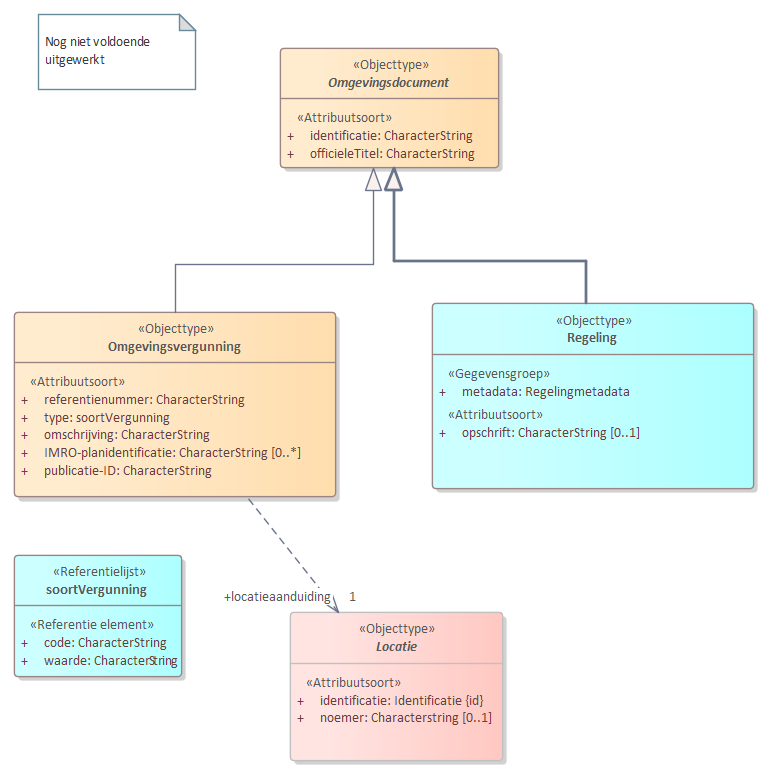 Nog niet voldoende
uitgewerkt
«Objecttype»
Omgevingsdocument
«Attribuutsoort»
+ identificatie: CharacterString
+ officieleTitel: CharacterString
«Objecttype»
Omgevingsvergunning
«Attribuutsoort»
+ referentienummer: CharacterString
+ type: soortVergunning
+ omschrijving: CharacterString
+ IMRO-planidentificatie: CharacterString [0..*]
+ publicatie-ID: CharacterString
«Objecttype»
Regeling
«Gegevensgroep»
+ metadata: Regelingmetadata
«Attribuutsoort»
+ opschrift: CharacterString [0..1]
«Referentielijst»
soortVergunning
«Referentie element»
+ code: CharacterString
+ waarde: CharacterString
+locatieaanduiding 1
«Objecttype»
Locatie
«Attribuutsoort»
+ identificatie: Identificatie {id}
+ noemer: Characterstring [0..1]